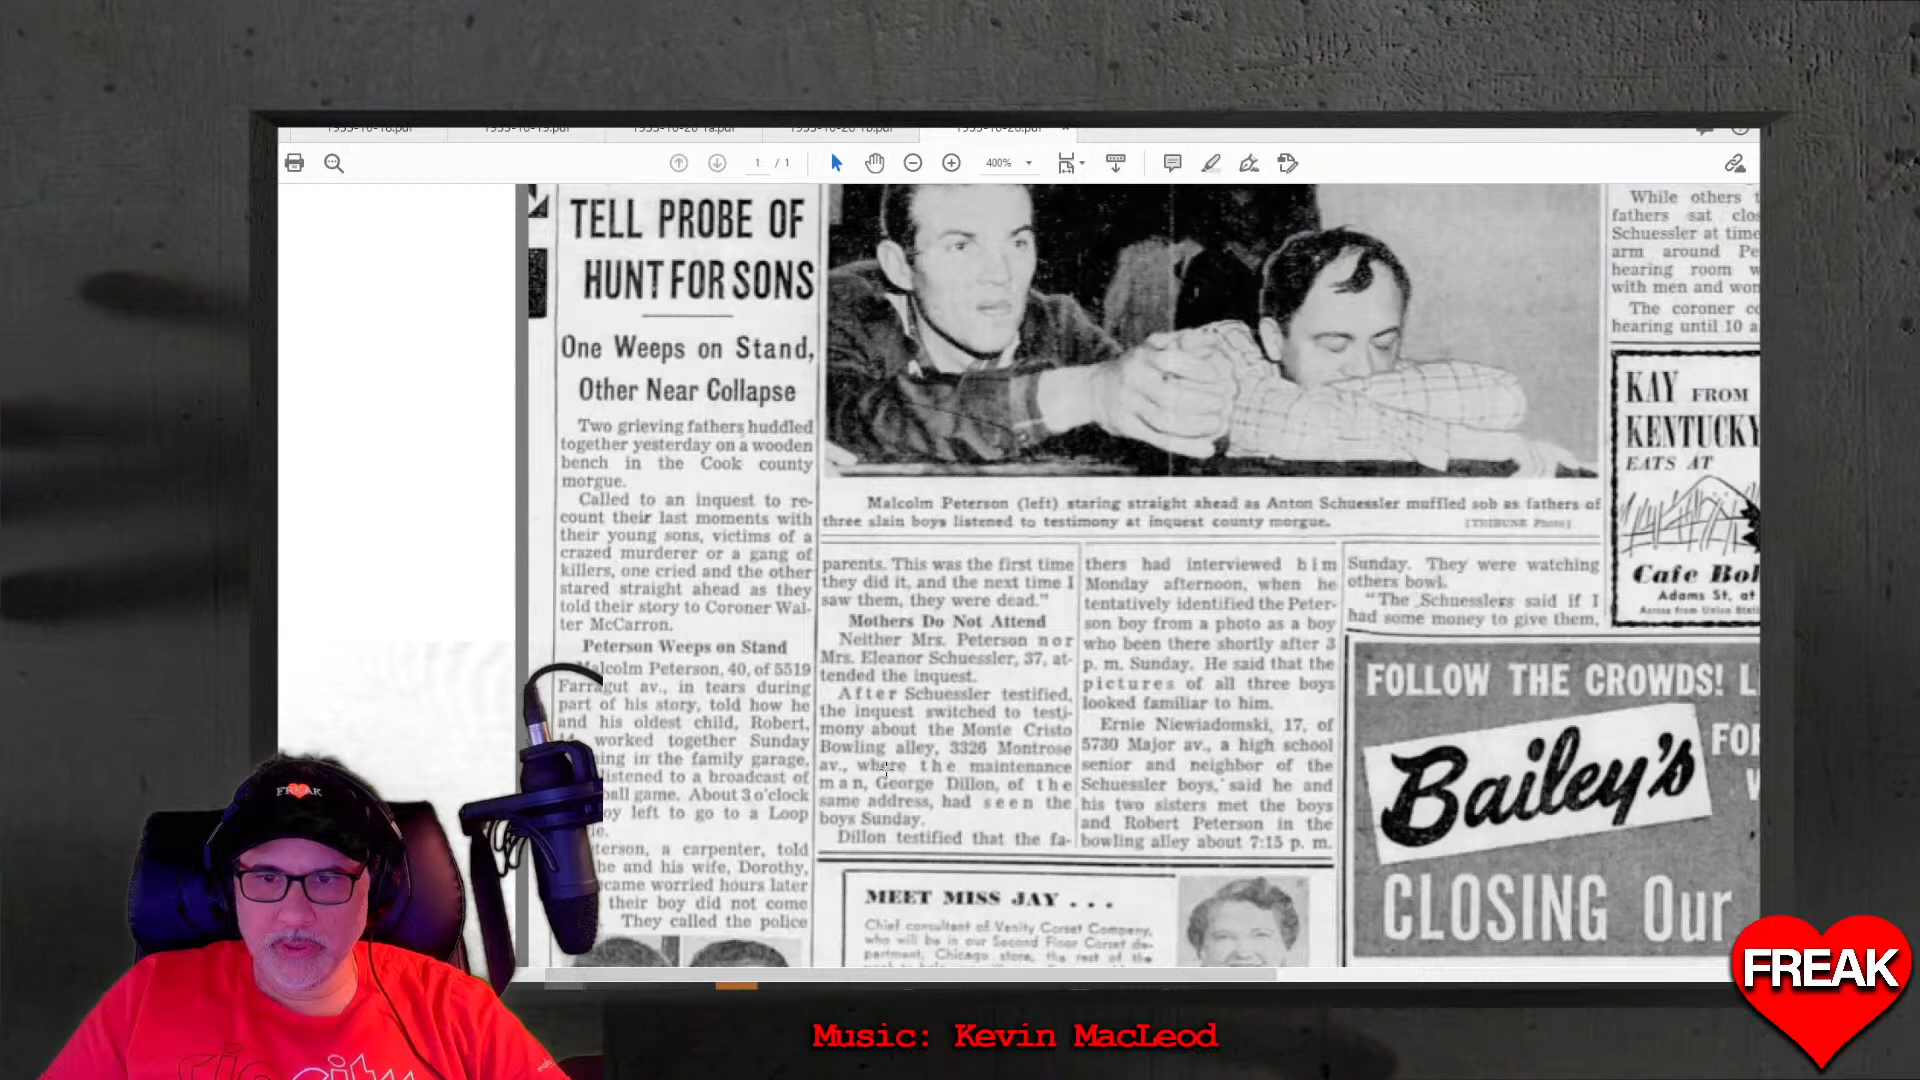 1 / 1
400%
TELL PROBE OF
HUNT FOR SONS
One Weeps on Stand,
Other Near Collapse
Two grieving fathers huddled
together yesterday on a wooden
bench in the Cook county
morgue.
Called to an inquest to re-
count their last moments with
their young sons, victims of a
crazed murderer or a gang of
killers, one cried and the other
stared straight ahead as they
told their story to Coroner Wal-
ter McCarron.
Peterson Weeps on Stand
Malcolm Peterson, 40, of 5519
Farragut av., in tears during
part of his story, told how he
and his oldest child, Robert,
worked together Sunday
in the family garage,
listened to a broadcast of
ball game. About 3 o'clock
left to go to a Loop
a carpenter, told
he and his wife, Dorothy,
became worried hours later
their boy did not come
They called the police
Malcolm Peterson (left) staring straight ahead as Anton Schuessler muffled sob as fathers of
three slain boys listened to testimony at inquest county morgue.
[TRIBUNE Photo]
parents. This was the first time
they did it, and the next time I
saw them, they were dead."
Mothers Do Not Attend
Neither Mrs. Peterson nor
Mrs. Eleanor Schuessler, 37, at-
tended the inquest.
After Schuessler testified,
the inquest switched to testi-
mony about the Monte Cristo
Bowling alley, 3326 Montrose
av., where the maintenance
man, George Dillon, of the
same address, had seen the
boys Sunday.
Dillon testified that the fa-
thers had interviewed him
Monday afternoon, when he
tentatively identified the Peter-
son boy from a photo as a boy
who been there shortly after 3
p. m. Sunday. He said that the
pictures of all three boys
looked familiar to him.
Ernie Niewiadomski, 17, of
5730 Major av., a high school
senior and neighbor of the
Schuessler boys, said he and
his two sisters met the boys
and Robert Peterson in the
bowling alley about 7:15 p. m.
Sunday. They were watching
others bowl.
"The Schuesslers said if I
had some money to give them,
While others
fathers sat
Schuessler at
arm around
hearing room
with men and
The coroner
hearing until 10
KAY FROM
KENTUCKY
EATS AT
Cafe
Adams St, at
Across from Union
FOLLOW THE CROWDS!
Bailey's
CLOSING Our
MEET MISS JAY . . .
Chief consultant of Venity Corset Company,
who will be in our Second Floor Corset de-
partment, Chicago store, the rest of the
FREAK
FREAK
Music: Kevin MacLeod